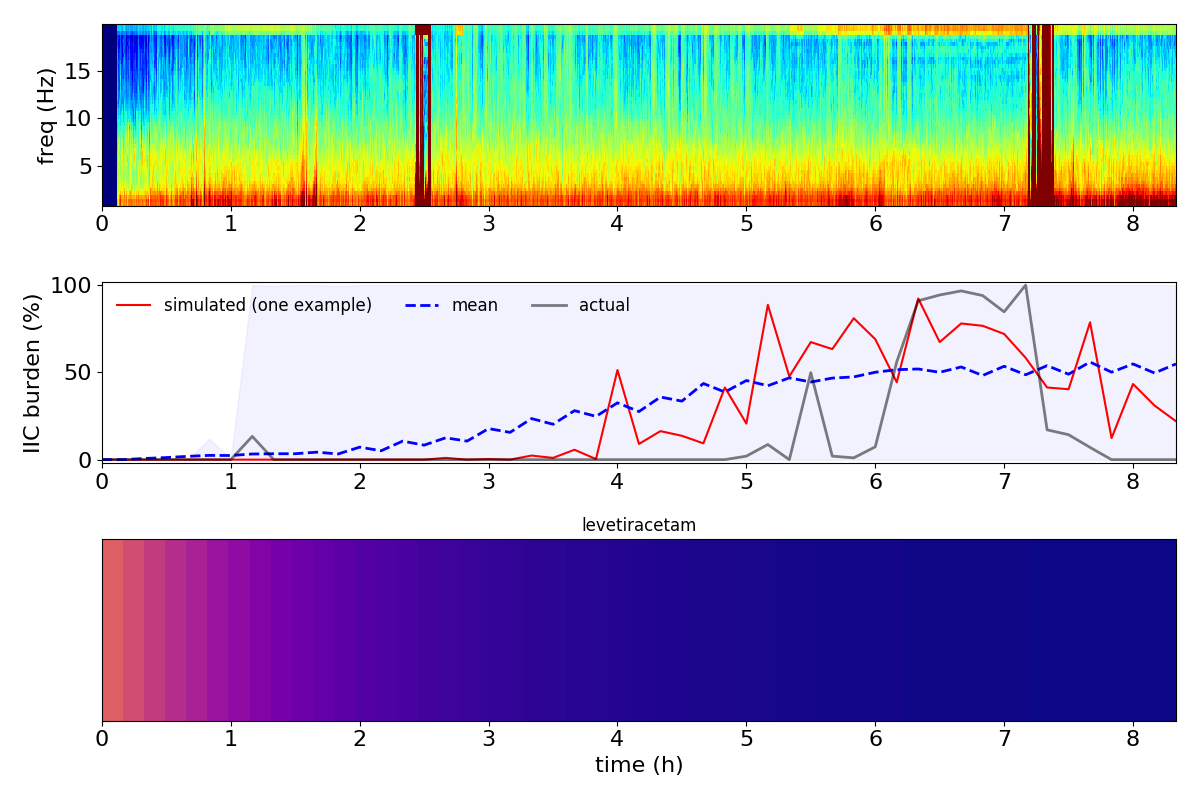 freq (Hz)
15
10
5
0 1 2 3 4 5 6 7 8
IIC burden (%)
100
50
0
simulated (one example) mean actual
0 1 2 3 4 5 6 7 8
levetiracetam
0 1 2 3 4 5 6 7 8
time (h)